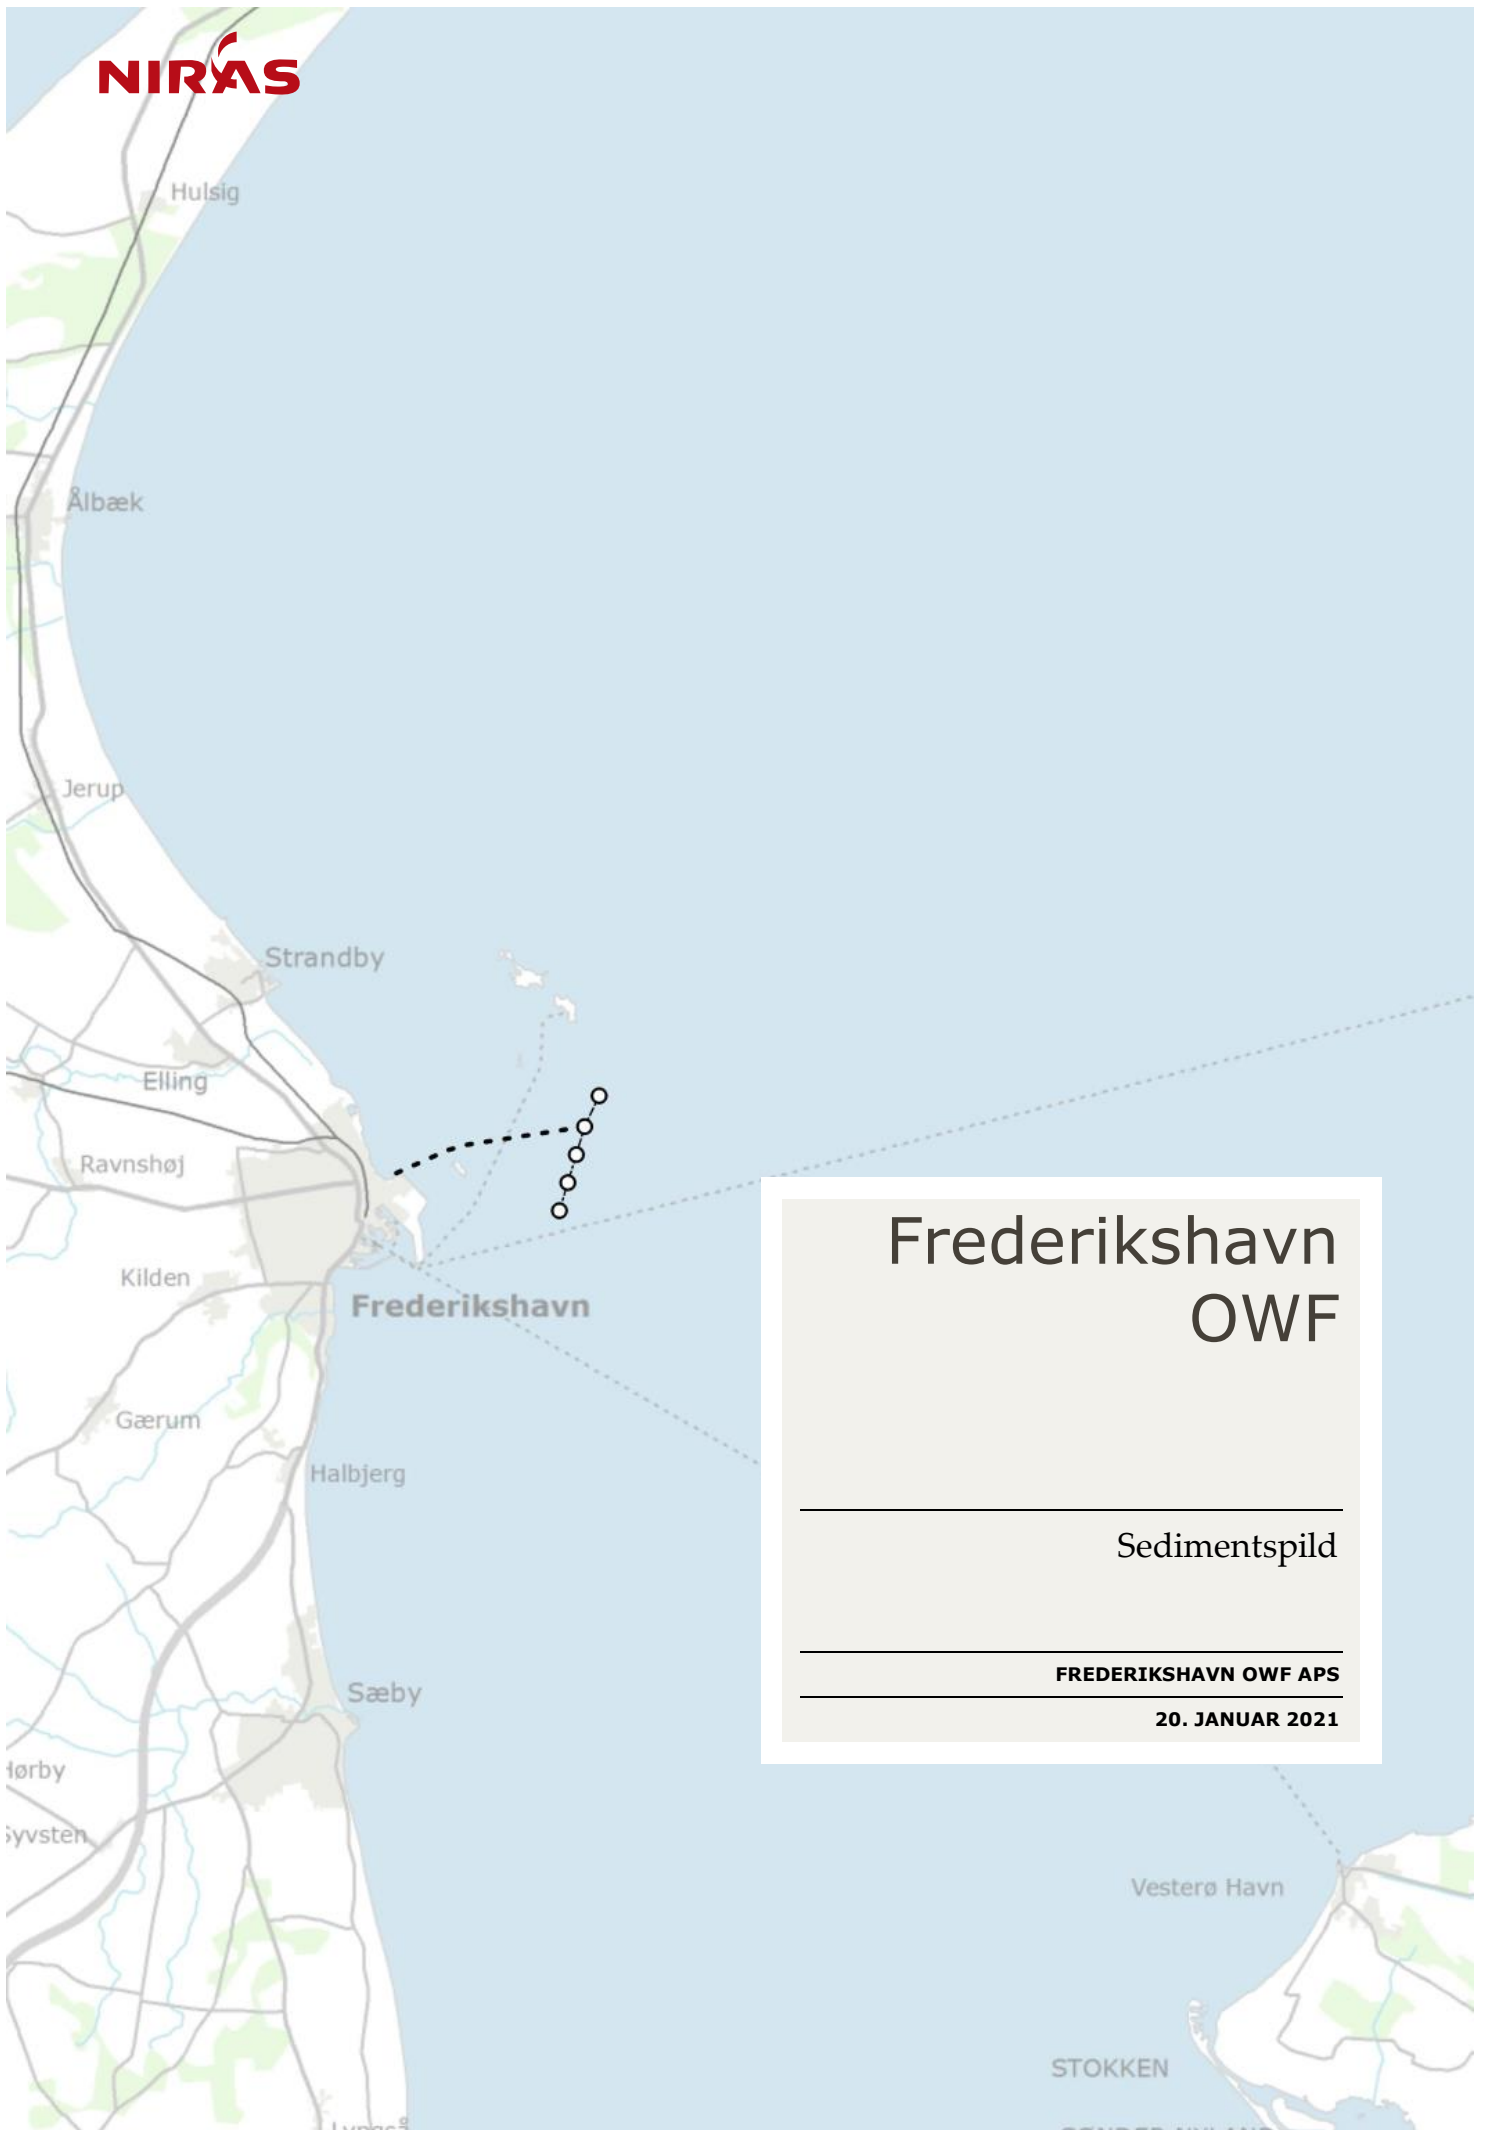 NIRAS
Hulsig
Ålbæk
Jerup
Strandby
Elling
Ravnshøj
Frederikshavn
OWF
Kilden
Frederikshavn
Gærum
Halbjerg
Sedimentspild
FREDERIKSHAVN OWF APS
Sæby
20. JANUAR 2021
Vesterø Havn
STOKKEN